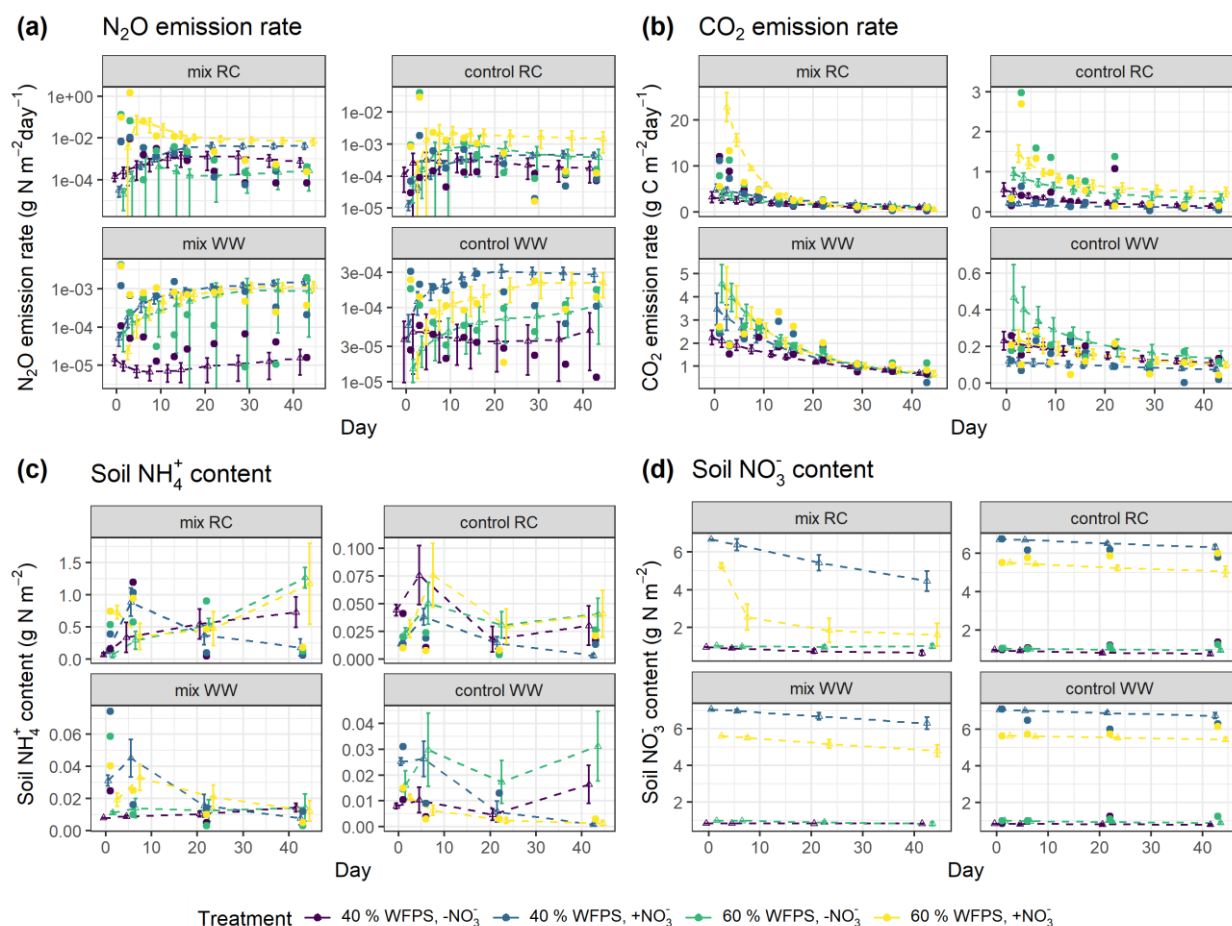 (a) N₂O emission rate
mix RC
control RC
1e+00
1e-02
1e-04
1e-02
1e-03
1e-04
1e-05
mix WW
control WW
1e-03
1e-04
1e-05
3e-04
1e-04
3e-05
1e-05
0 10 20 30 40
0 10 20 30 40
N₂O emission rate (g N m⁻²day⁻¹)
Day
(b) CO₂ emission rate
mix RC
control RC
20
10
5
0
3
2
1
0
mix WW
control WW
5
4
3
2
1
0.6
0.4
0.2
0.0
0 10 20 30 40
0 10 20 30 40
CO₂ emission rate (g C m⁻²day⁻¹)
Day
(c) Soil NH₄⁺ content
mix RC
control RC
1.5
1.0
0.5
0.0
0.100
0.075
0.050
0.025
0.000
mix WW
control WW
0.06
0.04
0.02
0.00
0.04
0.03
0.02
0.01
0.00
0 10 20 30 40
0 10 20 30 40
Soil NH₄⁺ content (g N m⁻²)
Day
(d) Soil NO₃⁻ content
mix RC
control RC
6
4
2
1
6
4
2
1
mix WW
control WW
6
4
2
1
6
4
2
1
0 10 20 30 40
0 10 20 30 40
Soil NO₃⁻ content (g N m⁻²)
Day
Treatment 40 % WFPS, -NO₃⁻ 40 % WFPS, +NO₃⁻ 60 % WFPS, -NO₃⁻ 60 % WFPS, +NO₃⁻